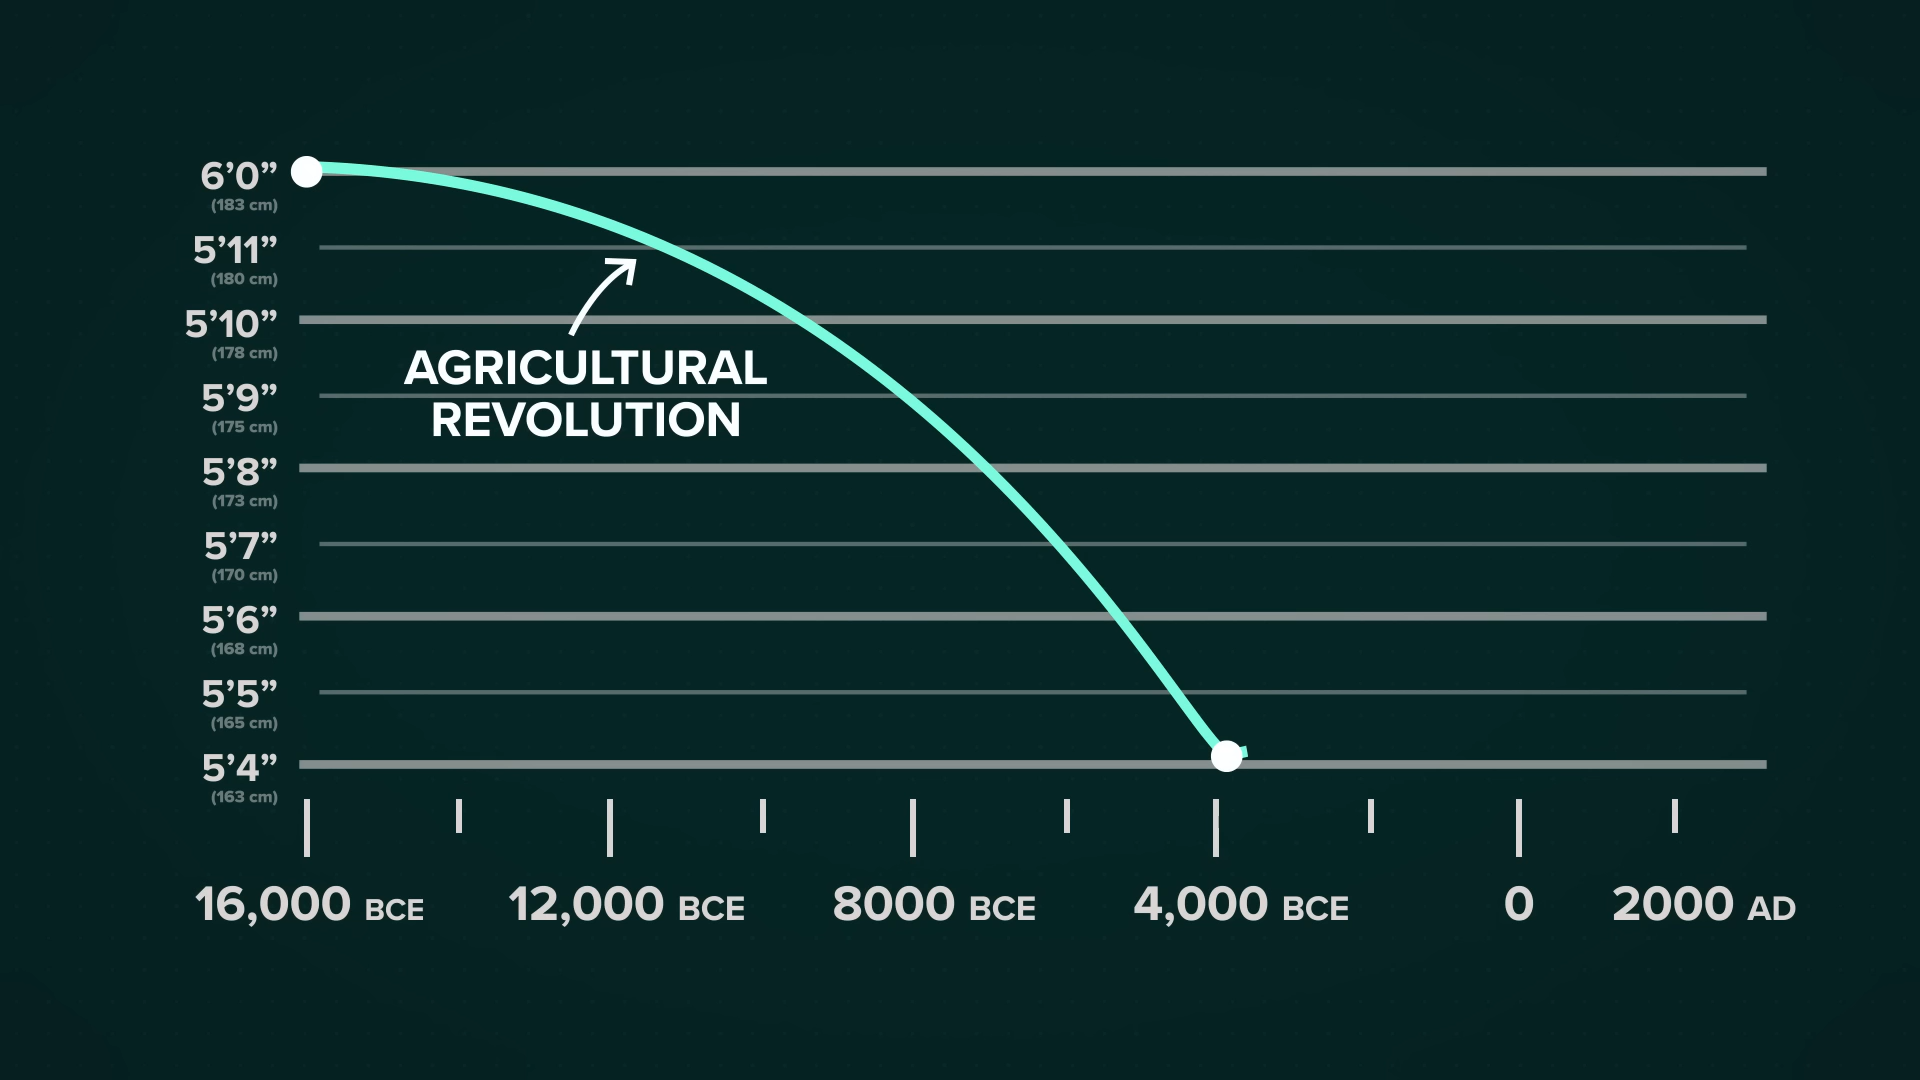 6’0”
(183 cm)
5’11”
(180 cm)
5’10”
(178 cm)
AGRICULTURAL
REVOLUTION
5’9”
(175 cm)
5’8”
(173 cm)
5’7”
(170 cm)
5’6”
(168 cm)
5’5”
(165 cm)
5’4”
(163 cm)
16,000 BCE
12,000 BCE
8000 BCE
4,000 BCE
0
2000 AD